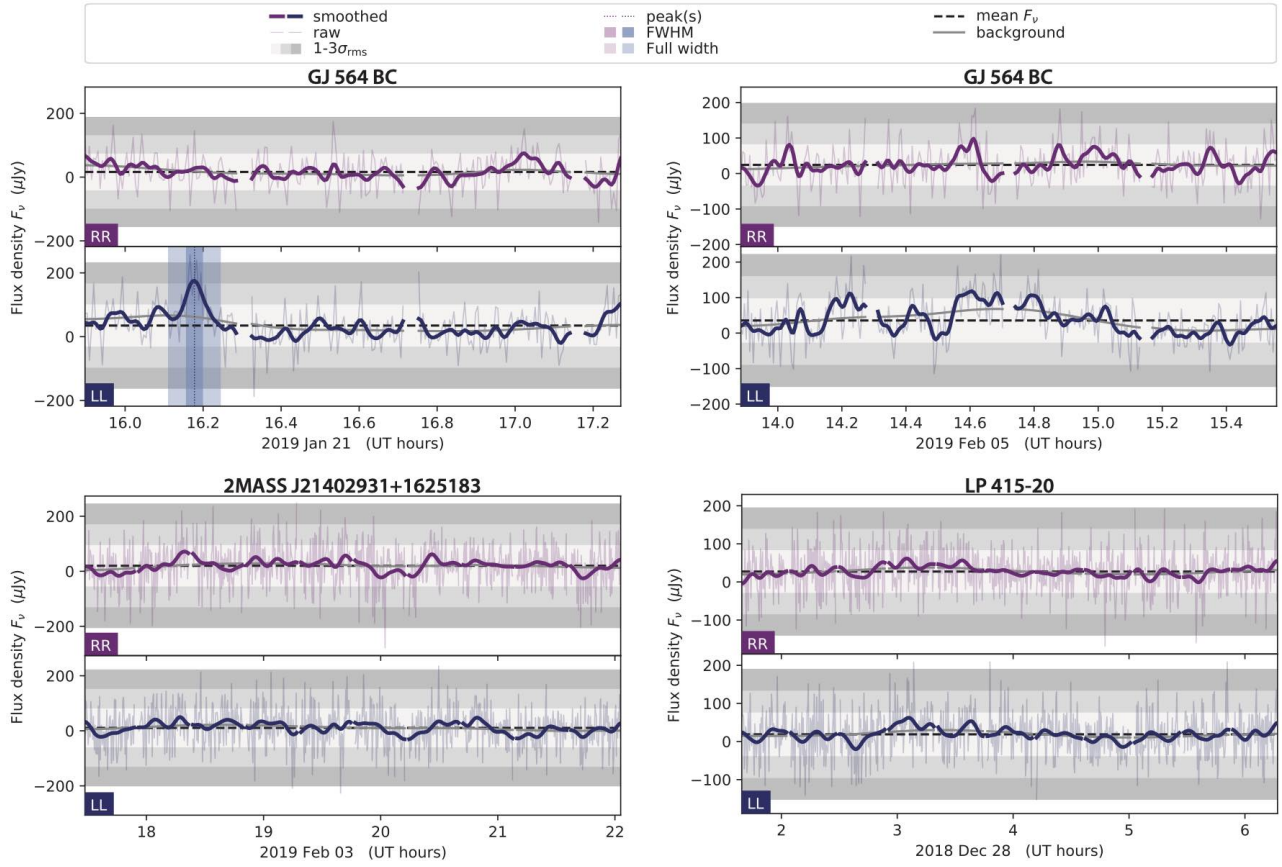 smoothed peak(s) mean Fν
raw FWHM background
1-3σrms Full width
GJ 564 BC GJ 564 BC
200
0
−200
RR
200
0
−200
LL
Flux density Fν (μJy)
16.0 16.2 16.4 16.6 16.8 17.0 17.2
2019 Jan 21 (UT hours)
200
100
0
−100
−200
RR
200
100
0
−100
−200
LL
Flux density Fν (μJy)
14.0 14.2 14.4 14.6 14.8 15.0 15.2 15.4
2019 Feb 05 (UT hours)
2MASS J21402931+1625183 LP 415-20
200
0
−200
RR
200
0
−200
LL
Flux density Fν (μJy)
18 19 20 21 22
2019 Feb 03 (UT hours)
200
100
0
−100
RR
200
100
0
−100
LL
Flux density Fν (μJy)
2 3 4 5 6
2018 Dec 28 (UT hours)